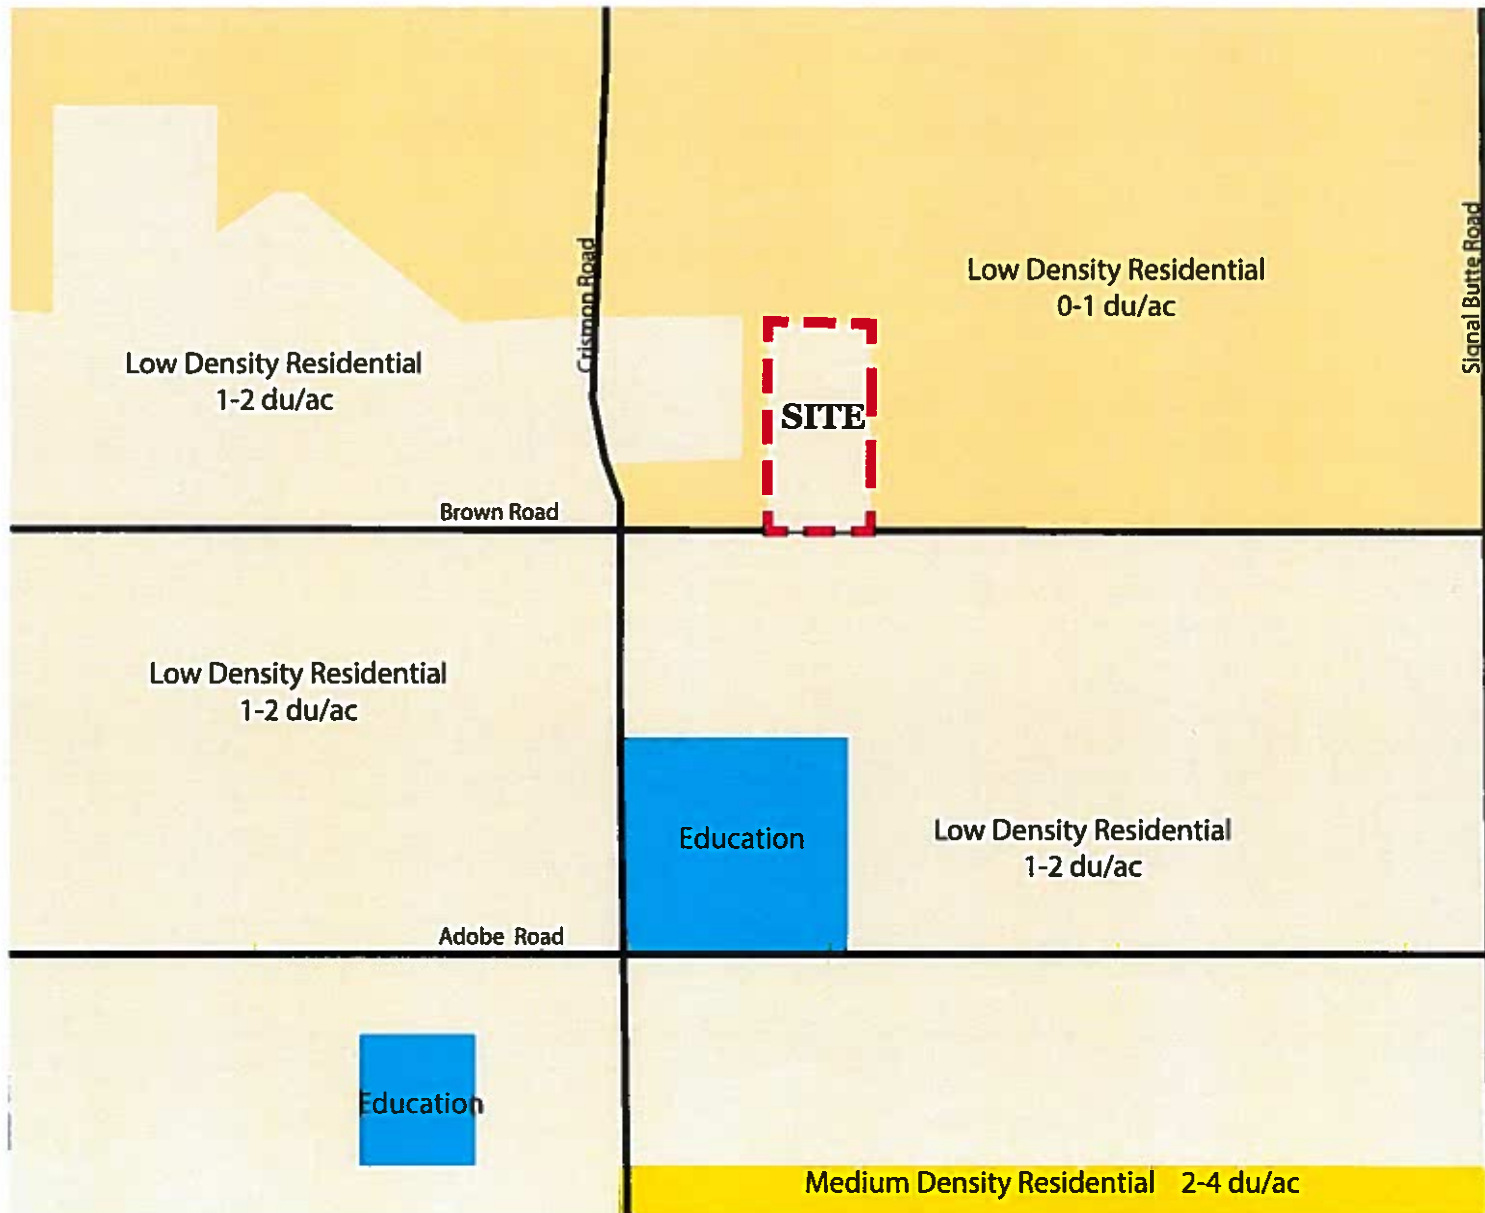 Crismon Road
Signal Butte Road
Low Density Residential
0-1 du/ac
Low Density Residential
1-2 du/ac
SITE
Brown Road
Low Density Residential
1-2 du/ac
Education
Low Density Residential
1-2 du/ac
Adobe Road
Education
Medium Density Residential 2-4 du/ac